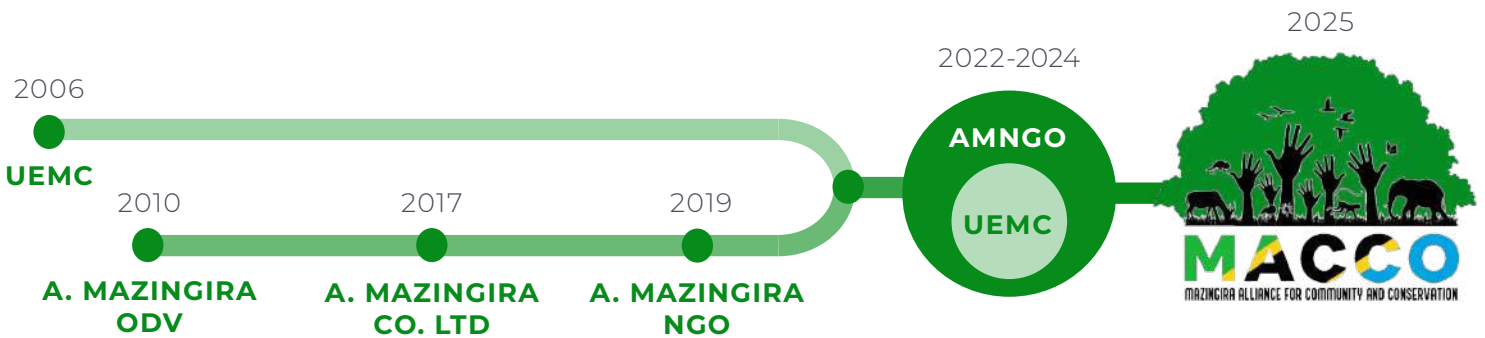 2006
UEMC
2010
A. MAZINGIRA
ODV
2017
A. MAZINGIRA
CO. LTD
2019
A. MAZINGIRA
NGO
2022-2024
AMNGO
UEMC
2025
MACCO
MAZINGIRA ALLIANCE FOR COMMUNITY AND CONSERVATION